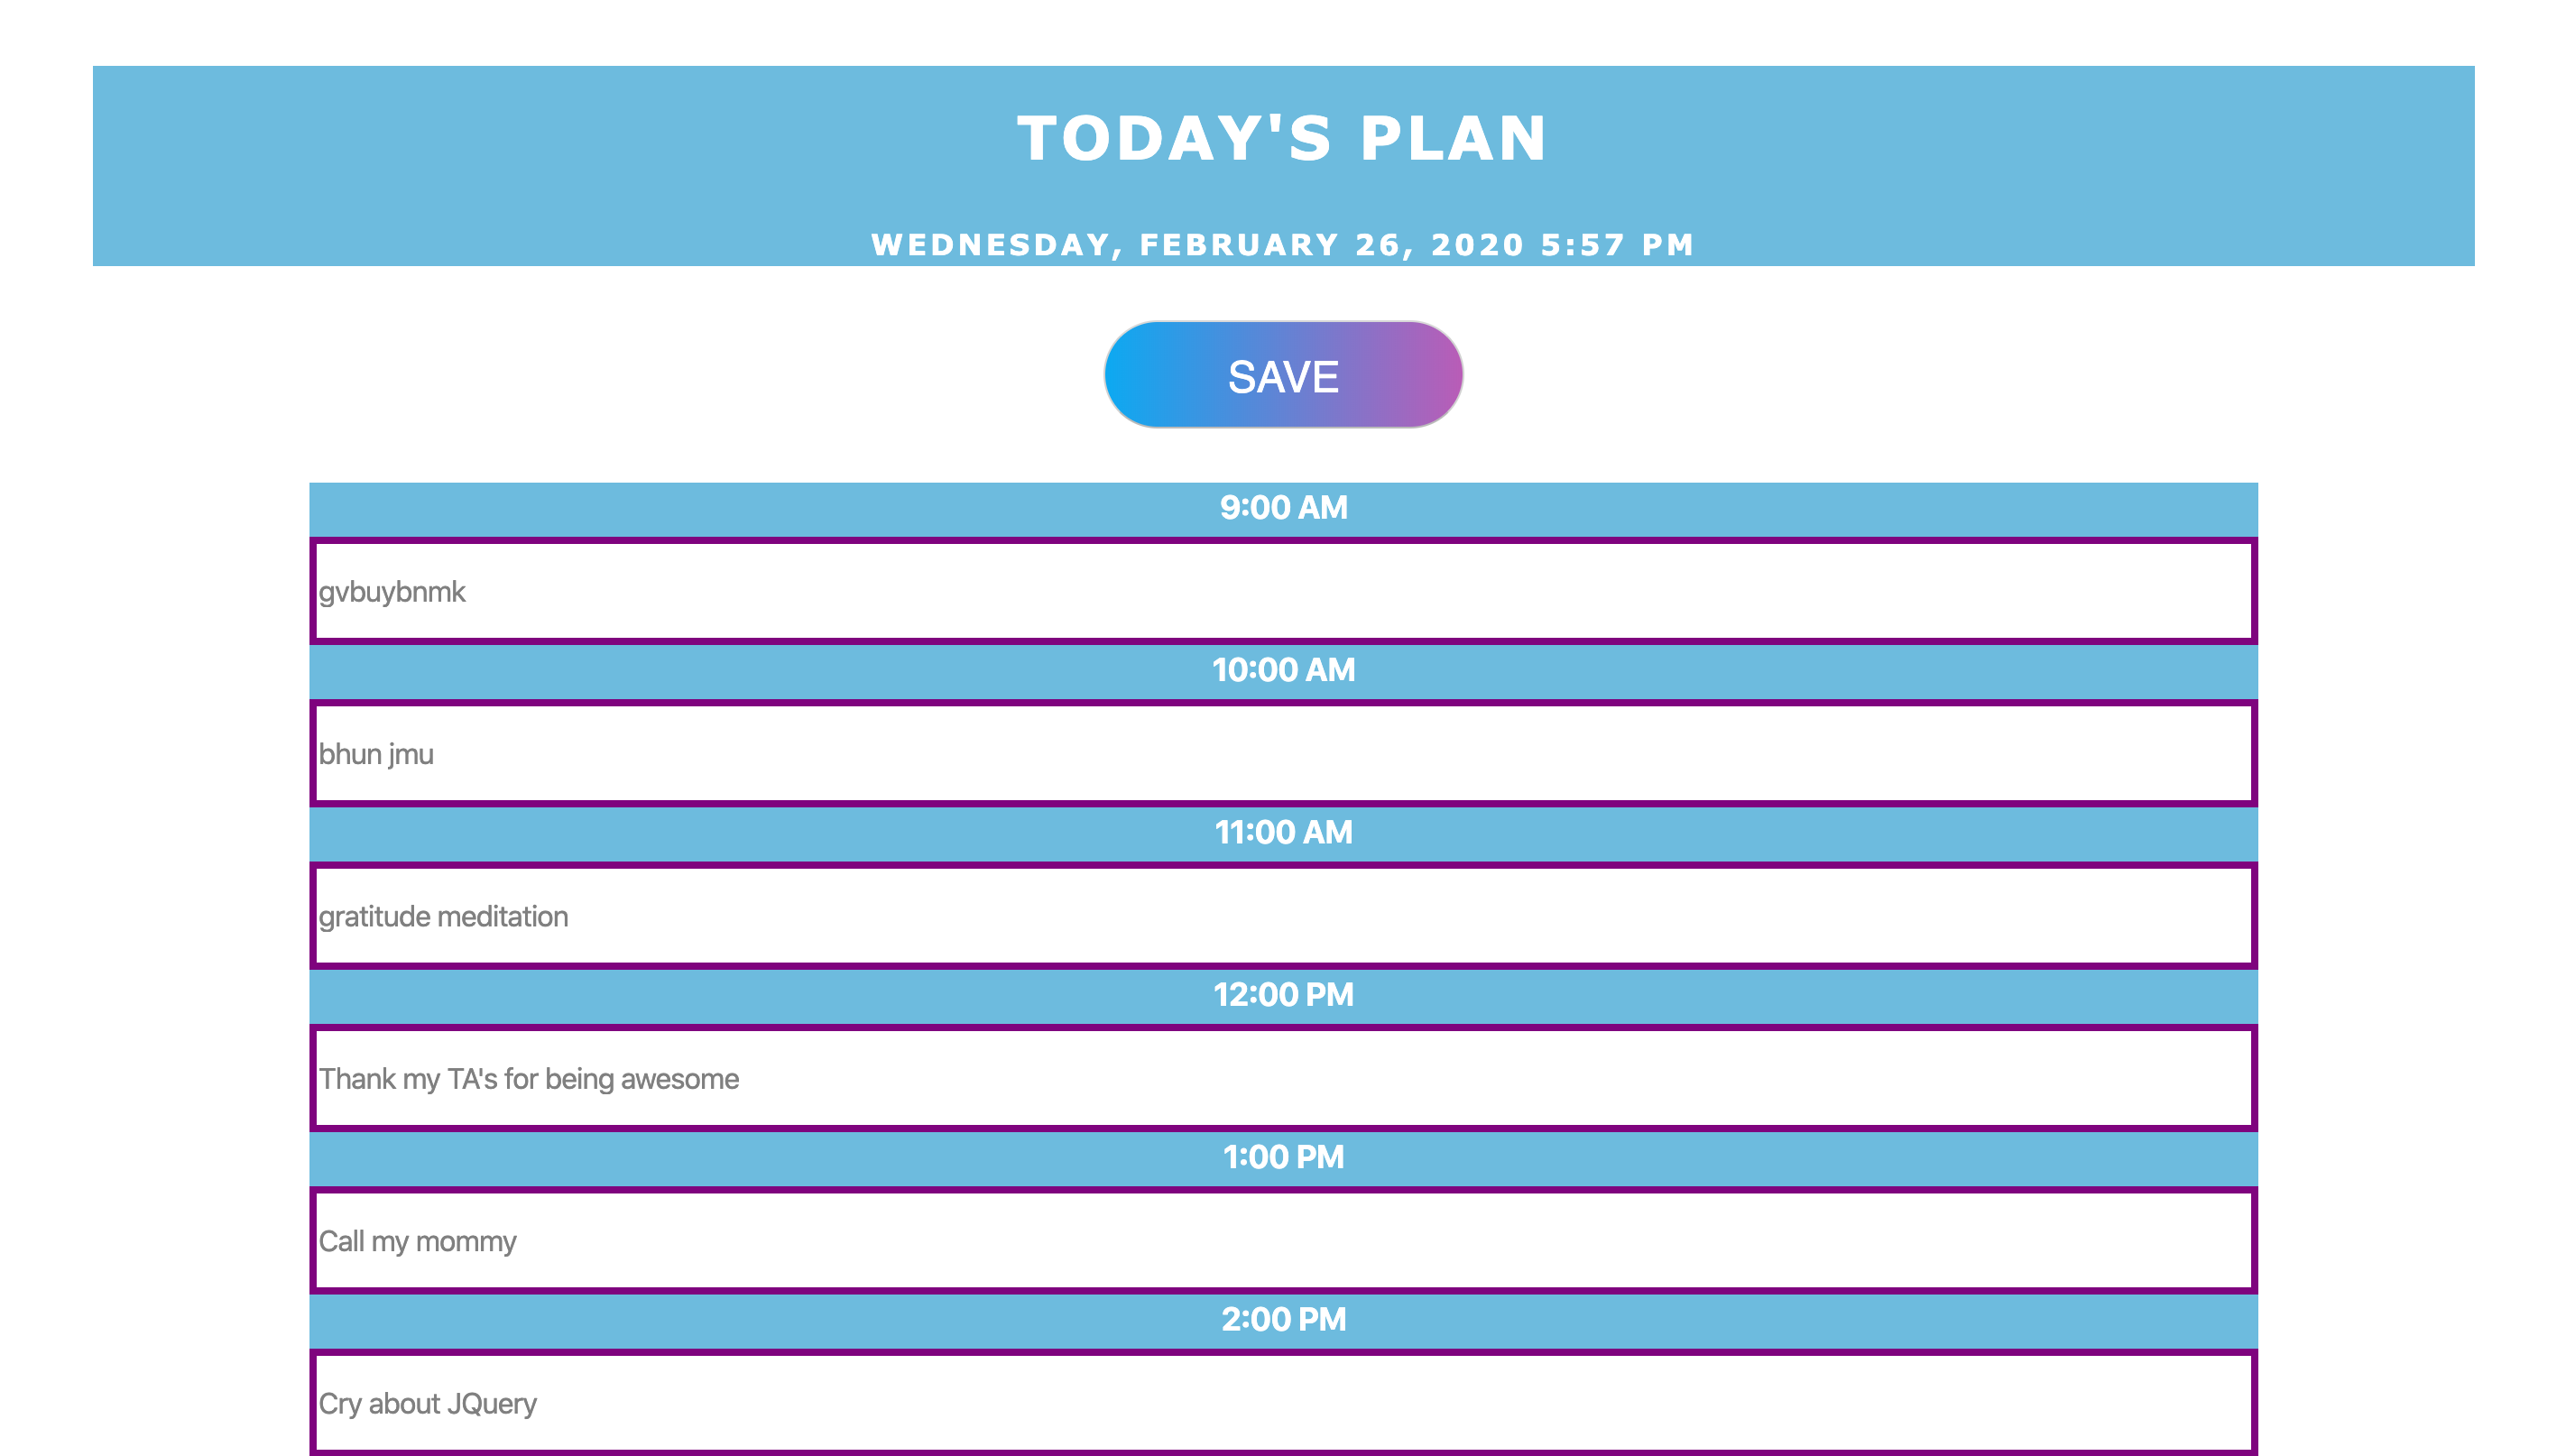 TODAY'S PLAN
WEDNESDAY, FEBRUARY 26, 2020 5:57 PM
SAVE
9:00 AM
gvbuybnmk
10:00 AM
bhun jmu
11:00 AM
gratitude meditation
12:00 PM
Thank my TA's for being awesome
1:00 PM
Call my mommy
2:00 PM
Cry about JQuery